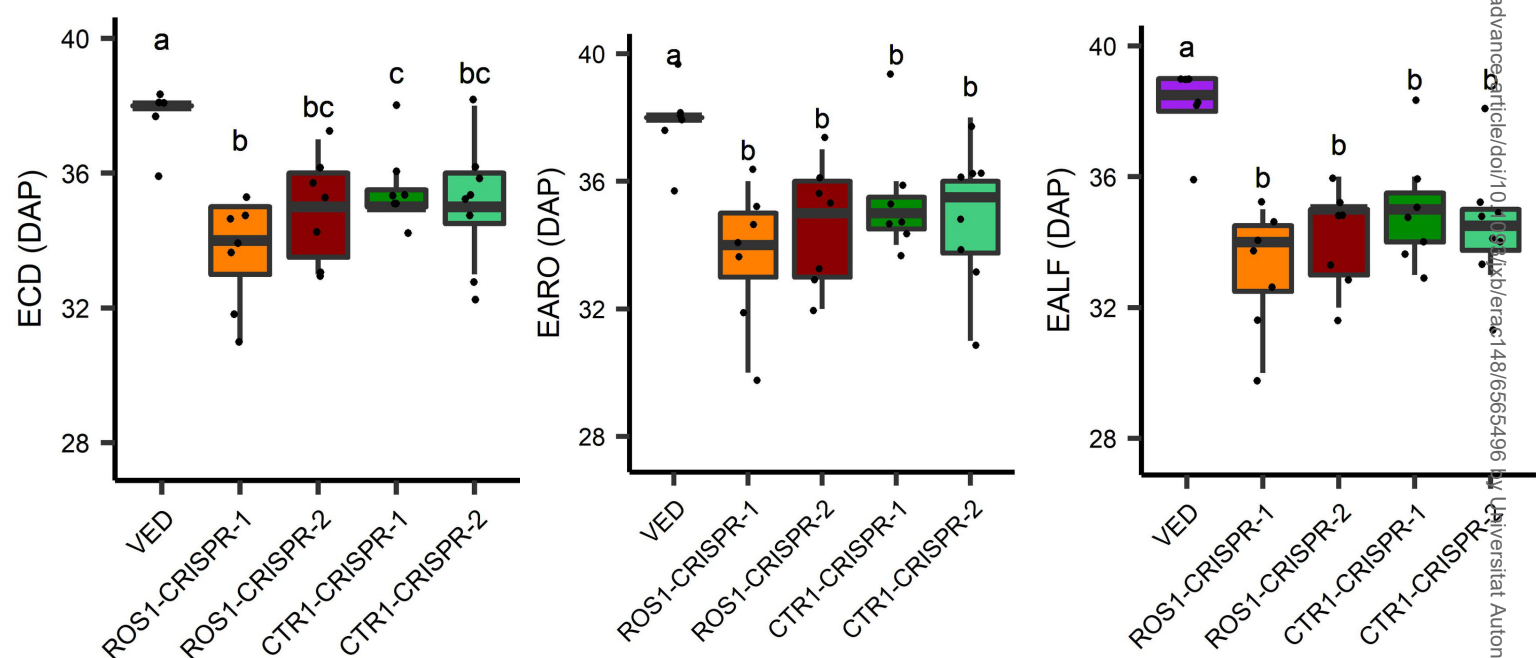 ECD (DAP)
40
36
32
28
a
b
bc
c
bc
VED
ROS1-CRISPR-1
ROS1-CRISPR-2
CTR1-CRISPR-1
CTR1-CRISPR-2
EARO (DAP)
40
36
32
28
a
b
b
b
b
VED
ROS1-CRISPR-1
ROS1-CRISPR-2
CTR1-CRISPR-1
CTR1-CRISPR-2
EALF (DAP)
40
36
32
28
a
b
b
b
b
VED
ROS1-CRISPR-1
ROS1-CRISPR-2
CTR1-CRISPR-1
CTR1-CRISPR-2
advance-article/doi/10.1093/jxb/erac148/6565496 by Universitat Auton